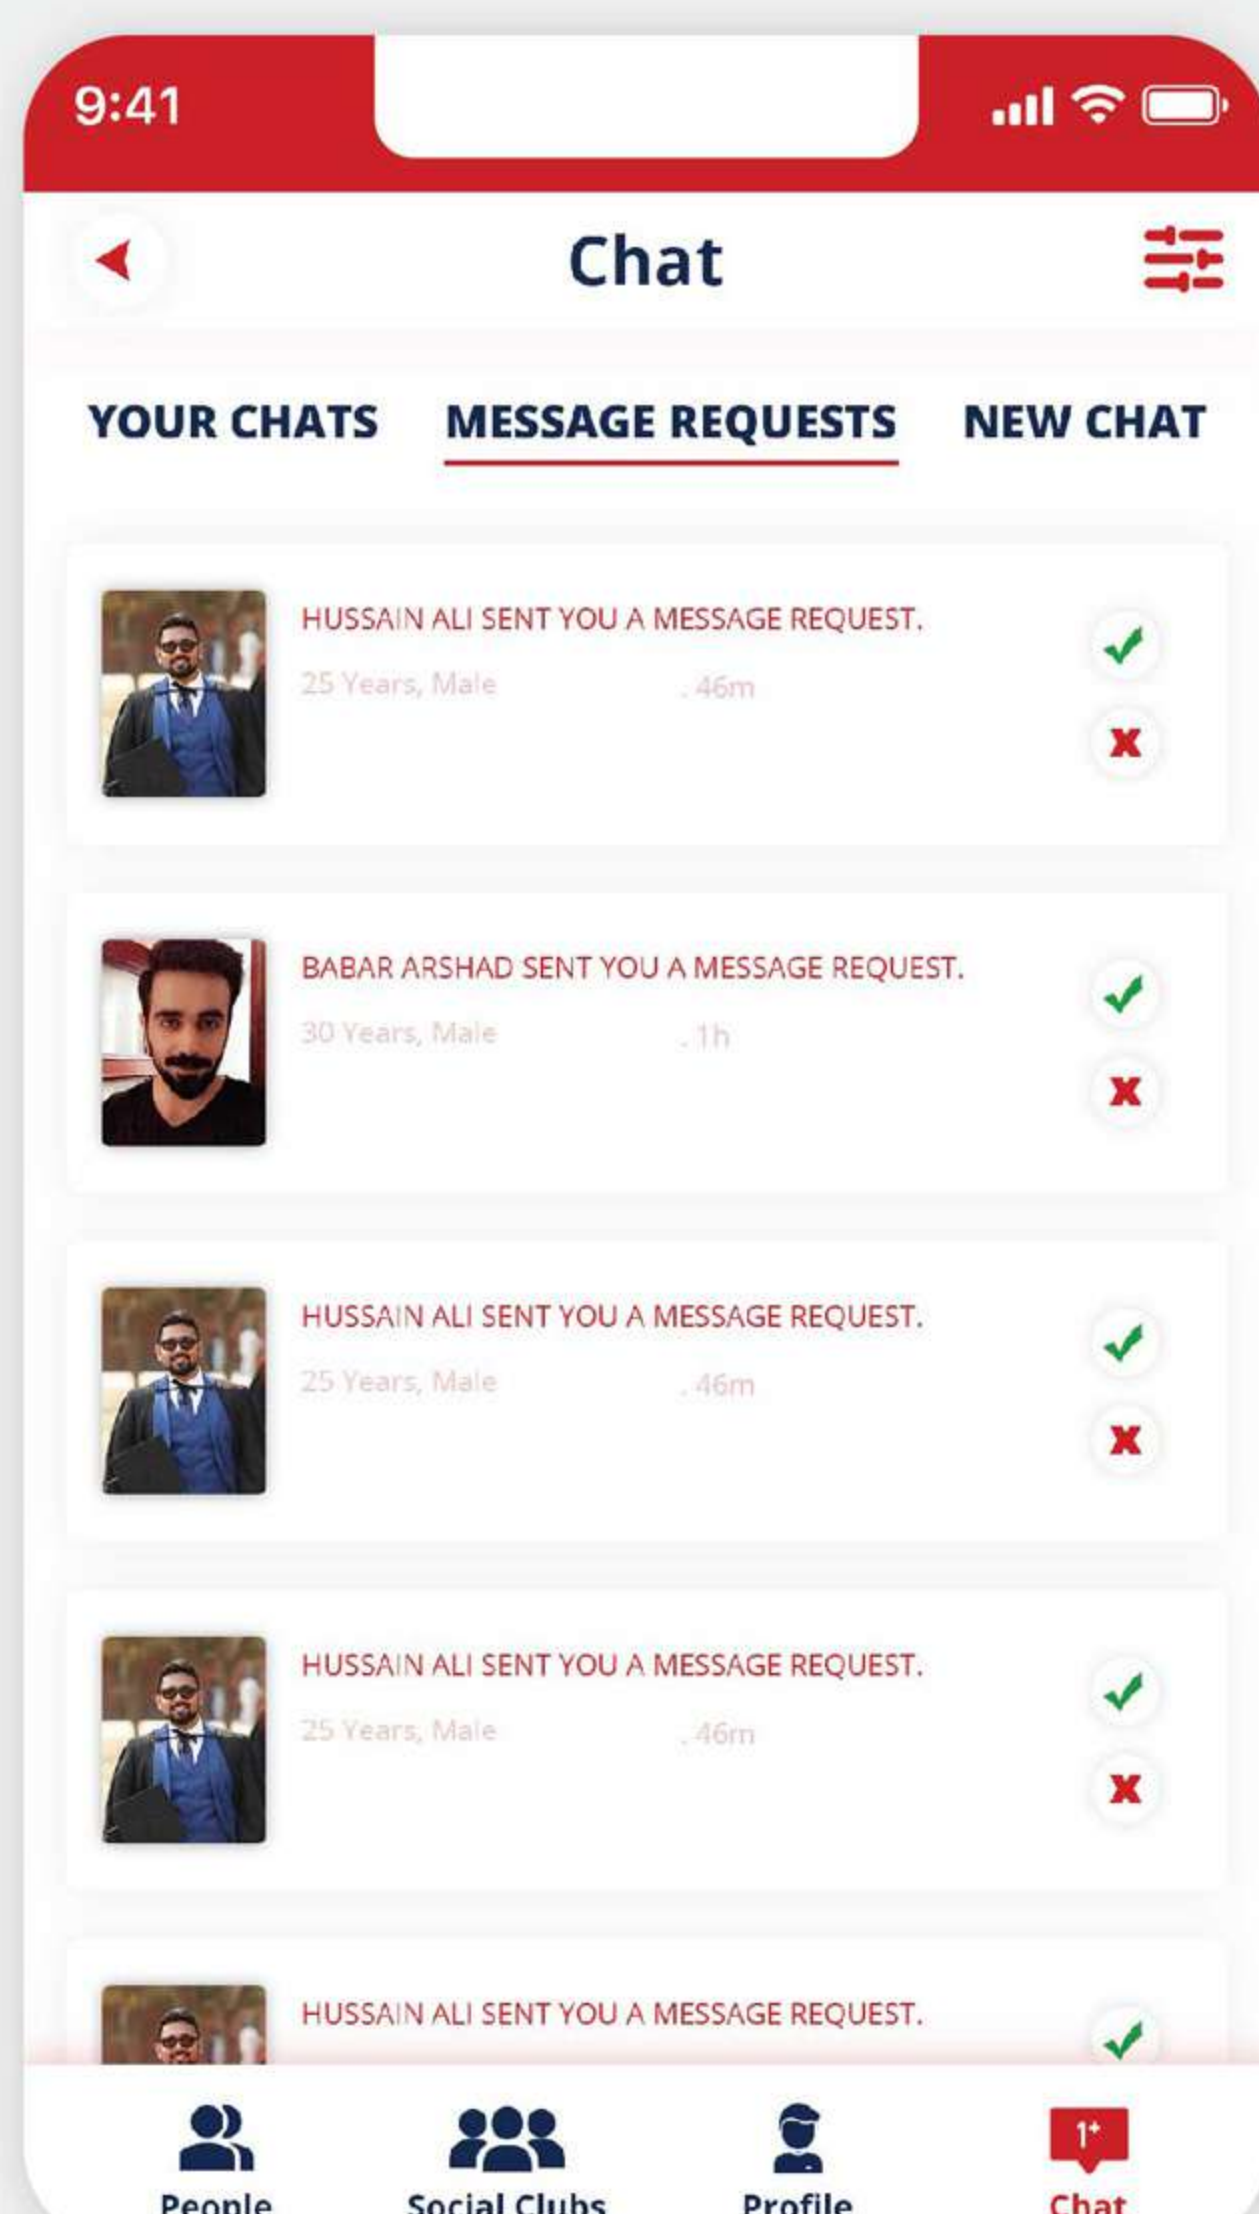 9:41
Chat
YOUR CHATS MESSAGE REQUESTS NEW CHAT
HUSSAIN ALI SENT YOU A MESSAGE REQUEST.
25 Years, Male . 46m
BABAR ARSHAD SENT YOU A MESSAGE REQUEST.
30 Years, Male . 1h
HUSSAIN ALI SENT YOU A MESSAGE REQUEST.
25 Years, Male . 46m
HUSSAIN ALI SENT YOU A MESSAGE REQUEST.
25 Years, Male . 46m
HUSSAIN ALI SENT YOU A MESSAGE REQUEST.
1+
People Social Clubs Profile Chat